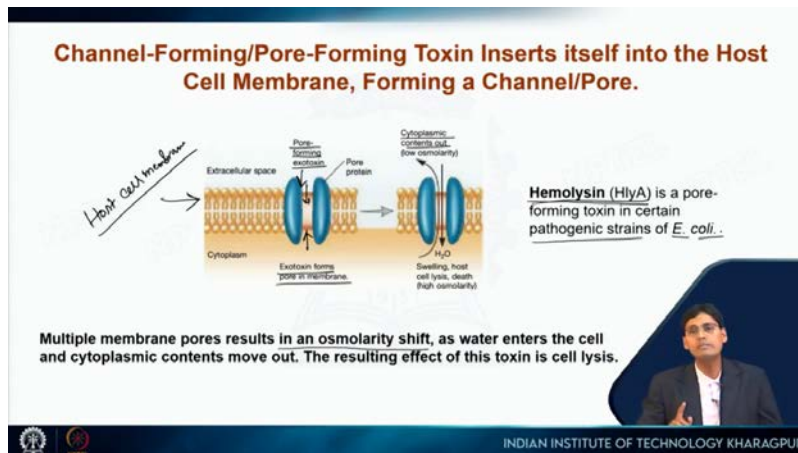 Channel-Forming/Pore-Forming Toxin Inserts itself into the Host
Cell Membrane, Forming a Channel/Pore.
Host Cell membrane
Extracellular space
Pore-
forming
exotoxin
Pore
protein
Cytoplasm
Exotoxin forms
pore in membrane.
Cytoplasmic
contents out
(low osmolarity)
H₂O
Swelling, host
cell lysis, death
(high osmolarity)
Hemolysin (HlyA) is a pore-
forming toxin in certain
pathogenic strains of E. coli..
Multiple membrane pores results in an osmolarity shift, as water enters the cell
and cytoplasmic contents move out. The resulting effect of this toxin is cell lysis.
INDIAN INSTITUTE OF TECHNOLOGY KHARAGPUR